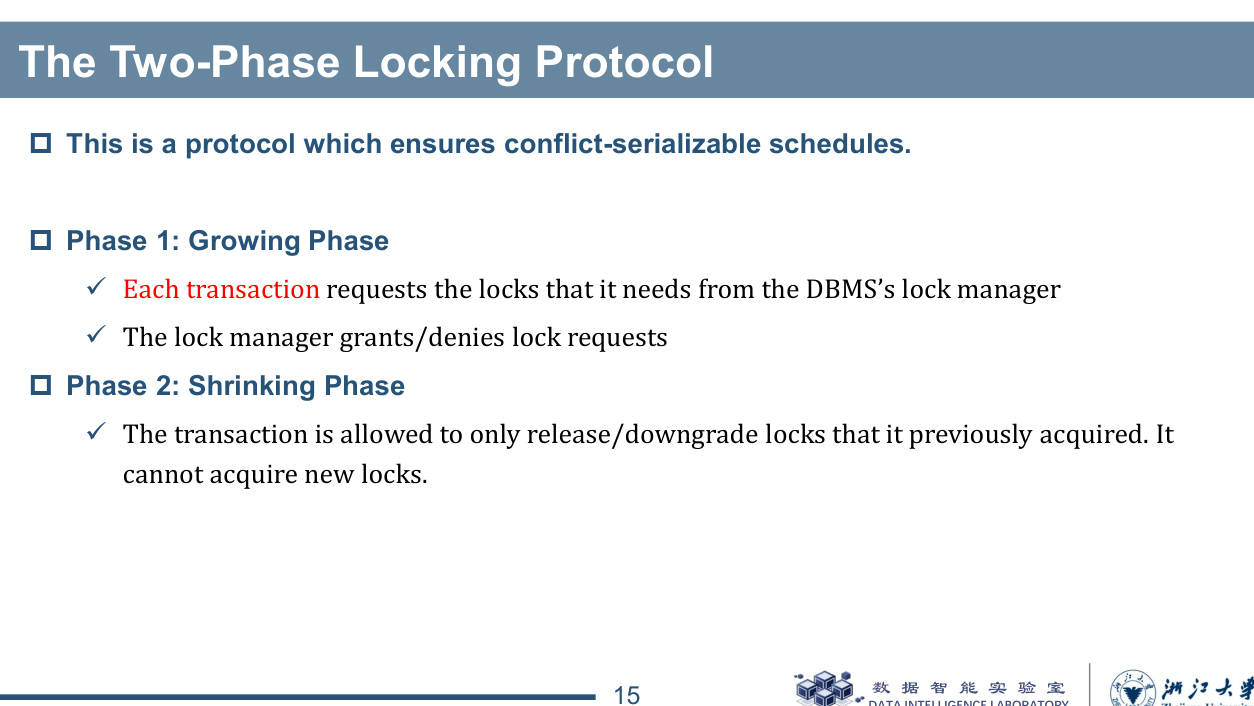 The Two-Phase Locking Protocol
This is a protocol which ensures conflict-serializable schedules.
Phase 1: Growing Phase
Each transaction requests the locks that it needs from the DBMS’s lock manager
The lock manager grants/denies lock requests
Phase 2: Shrinking Phase
The transaction is allowed to only release/downgrade locks that it previously acquired. It
cannot acquire new locks.
15
数据智能实验室
DATA INTELLIGENCE LABORATORY
浙江大学